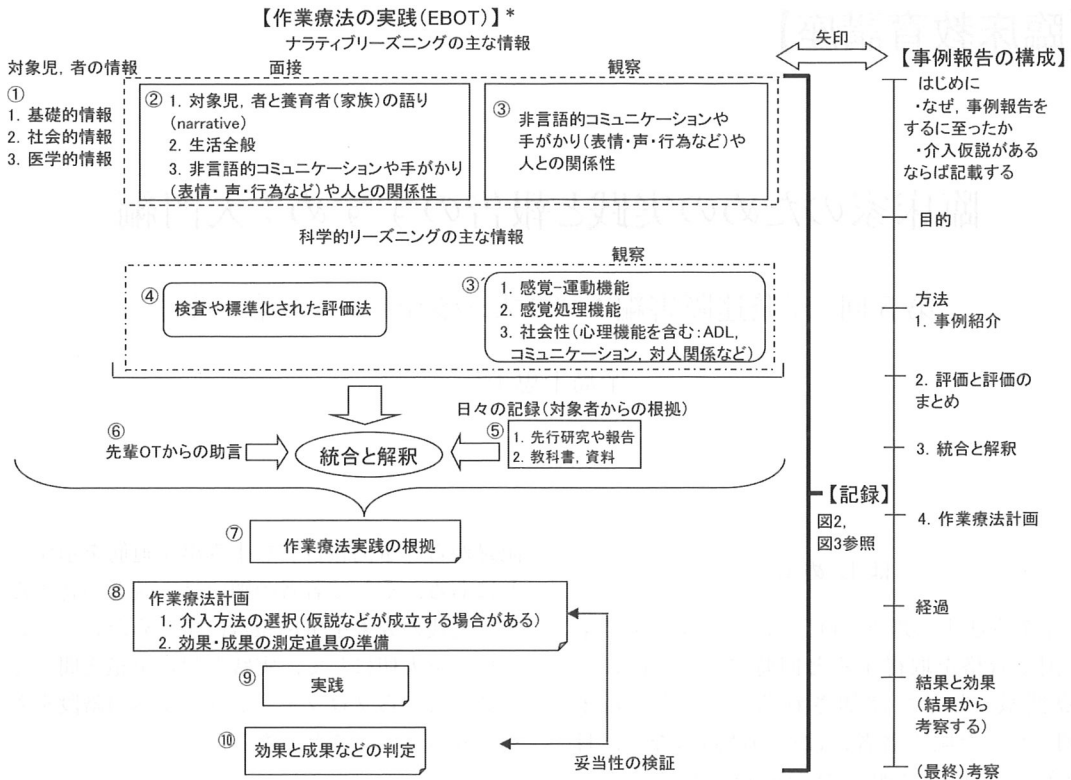 【作業療法の実践(EBOT)】*
ナラティブリーズニングの主な情報
矢印
【事例報告の構成】
対象児，者の情報
面接
観察
①
1. 基礎的情報
2. 社会的情報
3. 医学的情報
② 1. 対象児，者と養育者(家族)の語り
(narrative)
2. 生活全般
3. 非言語的コミュニケーションや手がかり
(表情・声・行為など)や人との関係性
③
非言語的コミュニケーションや
手がかり(表情・声・行為など)や
人との関係性
はじめに
・なぜ，事例報告を
するに至ったか
・介入仮説がある
ならば記載する
目的
科学的リーズニングの主な情報
観察
④
検査や標準化された評価法
③´
1. 感覚-運動機能
2. 感覚処理機能
3. 社会性(心理機能を含む:ADL,
コミュニケーション, 対人関係など)
方法
1. 事例紹介
2. 評価と評価の
まとめ
日々の記録(対象者からの根拠)
⑥
先輩OTからの助言
統合と解釈
⑤
1. 先行研究や報告
2. 教科書, 資料
3. 統合と解釈
【記録】
図2,
図3参照
4. 作業療法計画
⑦
作業療法実践の根拠
⑧
作業療法計画
1. 介入方法の選択(仮説などが成立する場合がある)
2. 効果・成果の測定道具の準備
経過
⑨
実践
結果と効果
(結果から
考察する)
⑩
効果と成果などの判定
妥当性の検証
(最終)考察